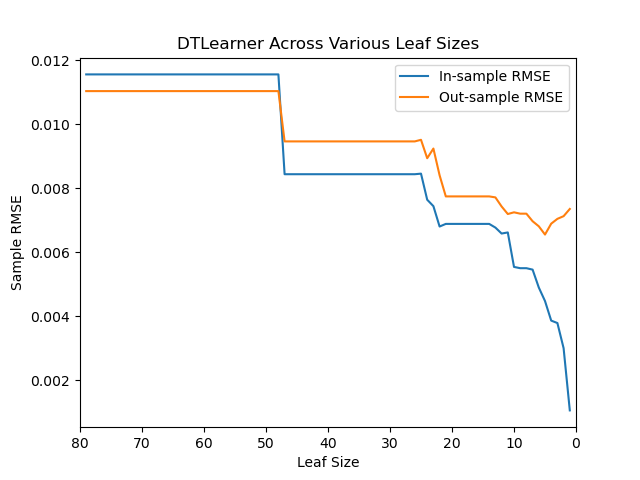 DTLearner Across Various Leaf Sizes
In-sample RMSE
Out-sample RMSE
Sample RMSE
0.012
0.010
0.008
0.006
0.004
0.002
80 70 60 50 40 30 20 10 0
Leaf Size